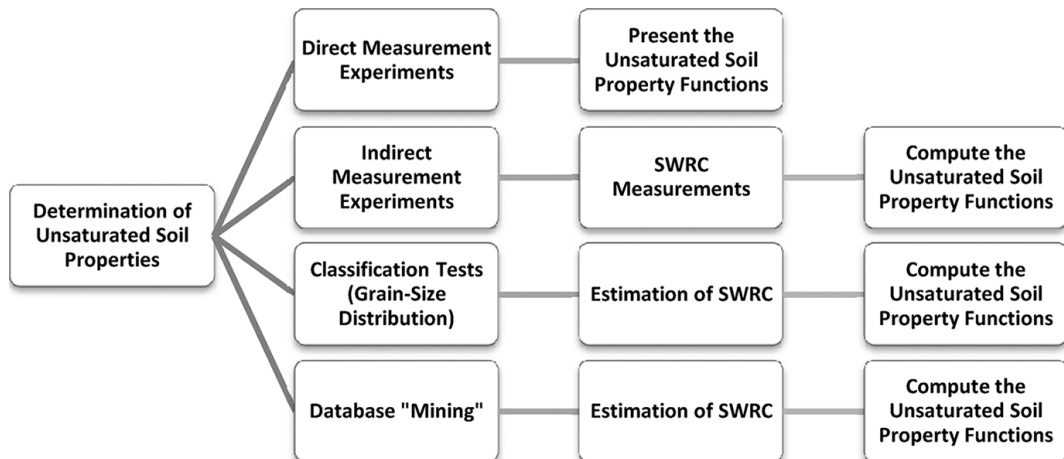 Determination of
Unsaturated Soil
Properties
Direct Measurement
Experiments
Present the
Unsaturated Soil
Property Functions
Indirect
Measurement
Experiments
SWRC
Measurements
Compute the
Unsaturated Soil
Property Functions
Classification Tests
(Grain-Size
Distribution)
Estimation of SWRC
Compute the
Unsaturated Soil
Property Functions
Database "Mining"
Estimation of SWRC
Compute the
Unsaturated Soil
Property Functions